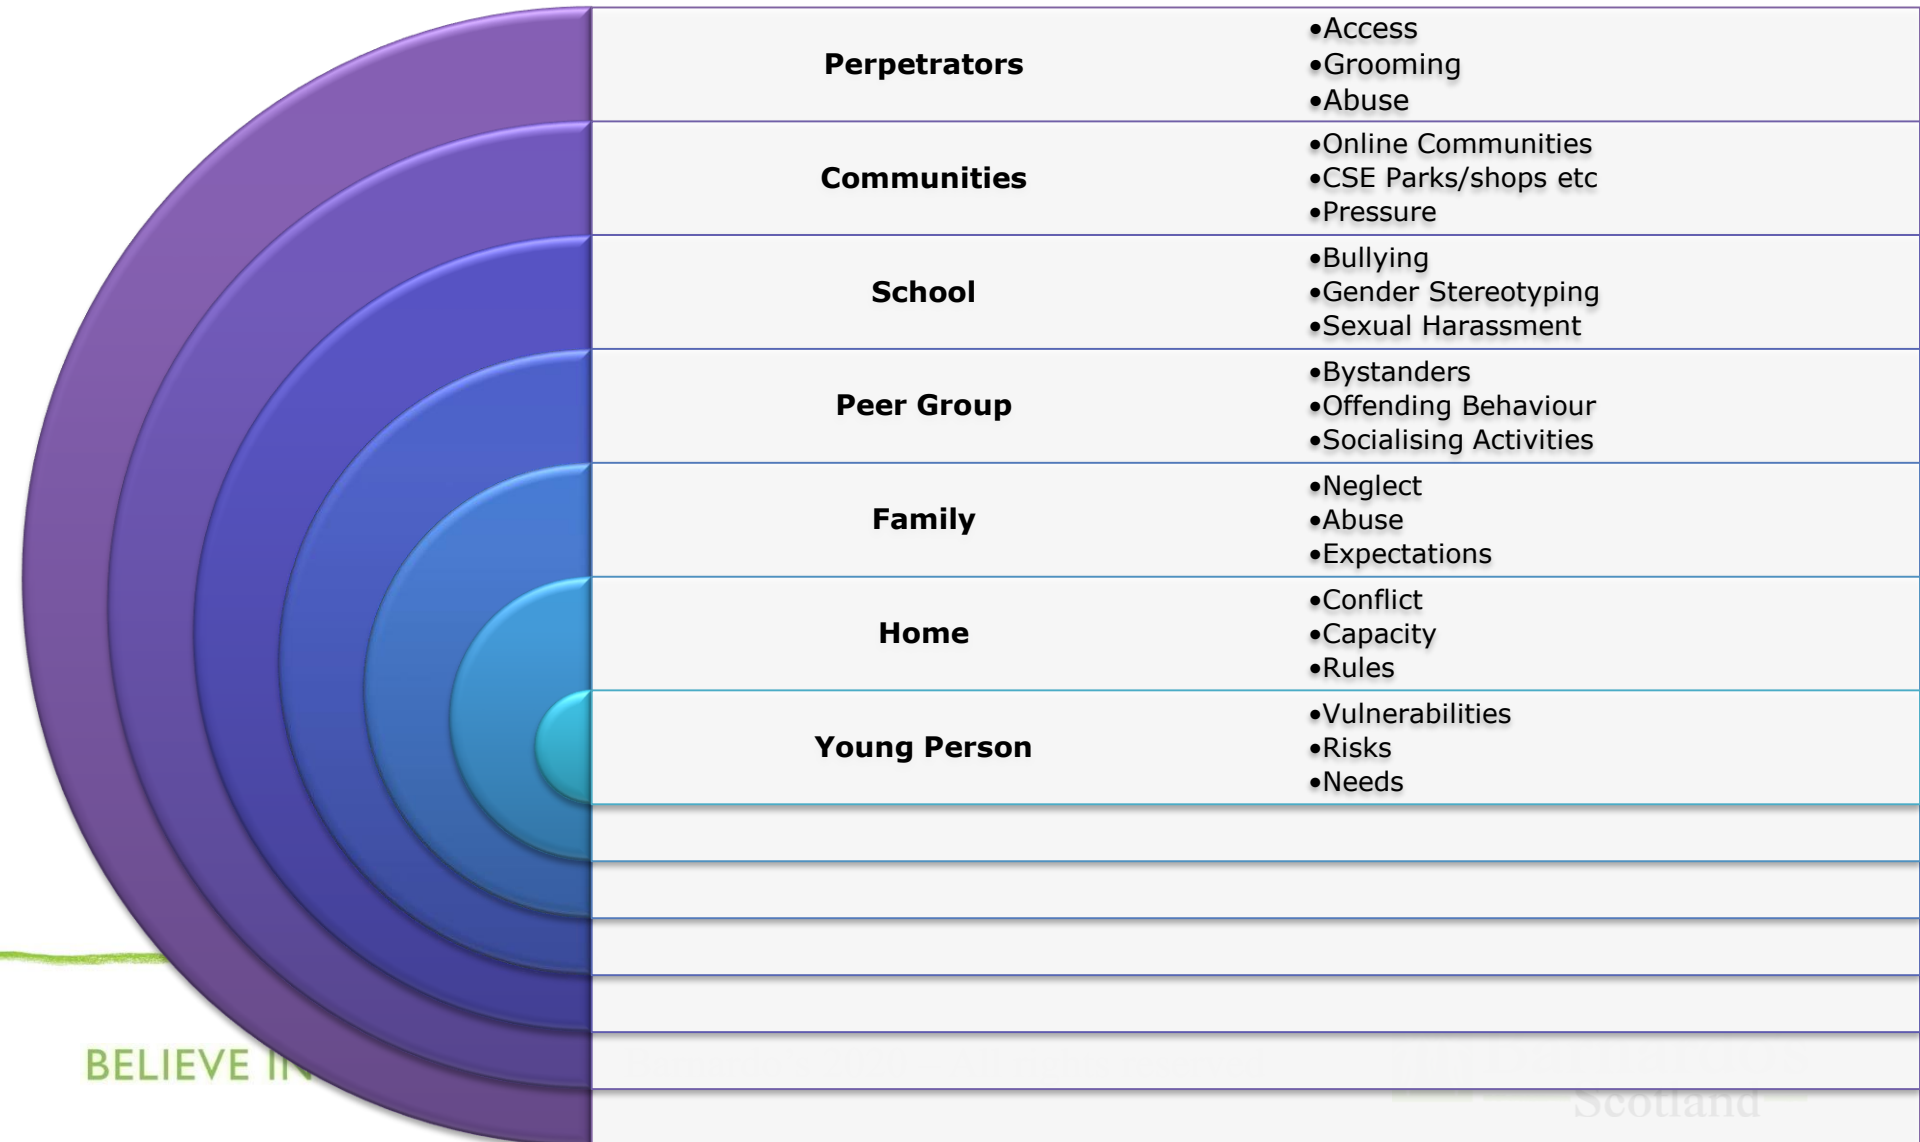 Perpetrators
•Access
•Grooming
•Abuse
Communities
•Online Communities
•CSE Parks/shops etc
•Pressure
School
•Bullying
•Gender Stereotyping
•Sexual Harassment
Peer Group
•Bystanders
•Offending Behaviour
•Socialising Activities
Family
•Neglect
•Abuse
•Expectations
Home
•Conflict
•Capacity
•Rules
Young Person
•Vulnerabilities
•Risks
•Needs
BELIEVE IN
Scotland